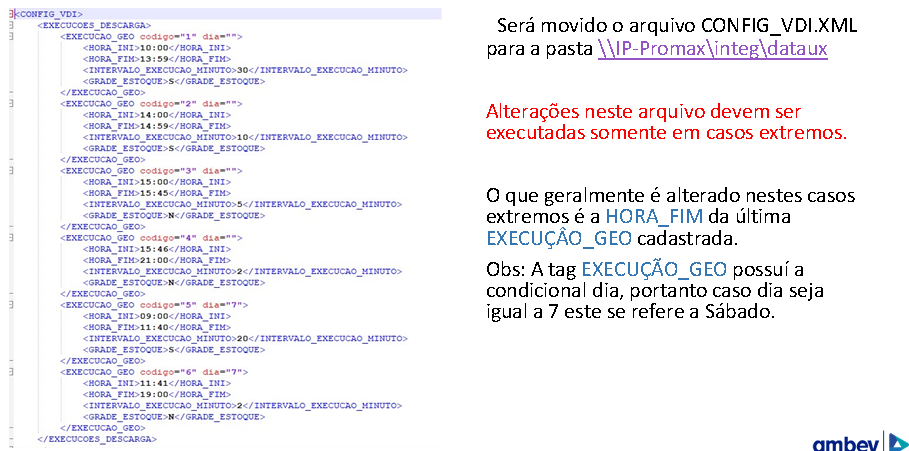 <CONFIG_VDI>
<EXECUCOES_DESCARGA>
<EXECUCAO_GEO codigo="1" dia="">
<HORA_INI>10:00</HORA_INI>
<HORA_FIM>13:59</HORA_FIM>
<INTERVALO_EXECUCAO_MINUTO>30</INTERVALO_EXECUCAO_MINUTO>
<GRADE_ESTOQUE>S</GRADE_ESTOQUE>
</EXECUCAO_GEO>
<EXECUCAO_GEO codigo="2" dia="">
<HORA_INI>14:00</HORA_INI>
<HORA_FIM>14:59</HORA_FIM>
<INTERVALO_EXECUCAO_MINUTO>10</INTERVALO_EXECUCAO_MINUTO>
<GRADE_ESTOQUE>S</GRADE_ESTOQUE>
</EXECUCAO_GEO>
<EXECUCAO_GEO codigo="3" dia="">
<HORA_INI>15:00</HORA_INI>
<HORA_FIM>15:45</HORA_FIM>
<INTERVALO_EXECUCAO_MINUTO>5</INTERVALO_EXECUCAO_MINUTO>
<GRADE_ESTOQUE>N</GRADE_ESTOQUE>
</EXECUCAO_GEO>
<EXECUCAO_GEO codigo="4" dia="">
<HORA_INI>15:46</HORA_INI>
<HORA_FIM>21:00</HORA_FIM>
<INTERVALO_EXECUCAO_MINUTO>2</INTERVALO_EXECUCAO_MINUTO>
<GRADE_ESTOQUE>N</GRADE_ESTOQUE>
</EXECUCAO_GEO>
<EXECUCAO_GEO codigo="5" dia="7">
<HORA_INI>09:00</HORA_INI>
<HORA_FIM>11:40</HORA_FIM>
<INTERVALO_EXECUCAO_MINUTO>20</INTERVALO_EXECUCAO_MINUTO>
<GRADE_ESTOQUE>S</GRADE_ESTOQUE>
</EXECUCAO_GEO>
<EXECUCAO_GEO codigo="6" dia="7">
<HORA_INI>11:41</HORA_INI>
<HORA_FIM>19:00</HORA_FIM>
<INTERVALO_EXECUCAO_MINUTO>2</INTERVALO_EXECUCAO_MINUTO>
<GRADE_ESTOQUE>N</GRADE_ESTOQUE>
</EXECUCAO_GEO>
</EXECUCOES_DESCARGA>
Será movido o arquivo CONFIG_VDI.XML
para a pasta \\IP-Promax\integ\dataux
Alterações neste arquivo devem ser
executadas somente em casos extremos.
O que geralmente é alterado nestes casos
extremos é a HORA_FIM da última
EXECUÇÂO_GEO cadastrada.
Obs: A tag EXECUÇÃO_GEO possuí a
condicional dia, portanto caso dia seja
igual a 7 este se refere a Sábado.
ambev